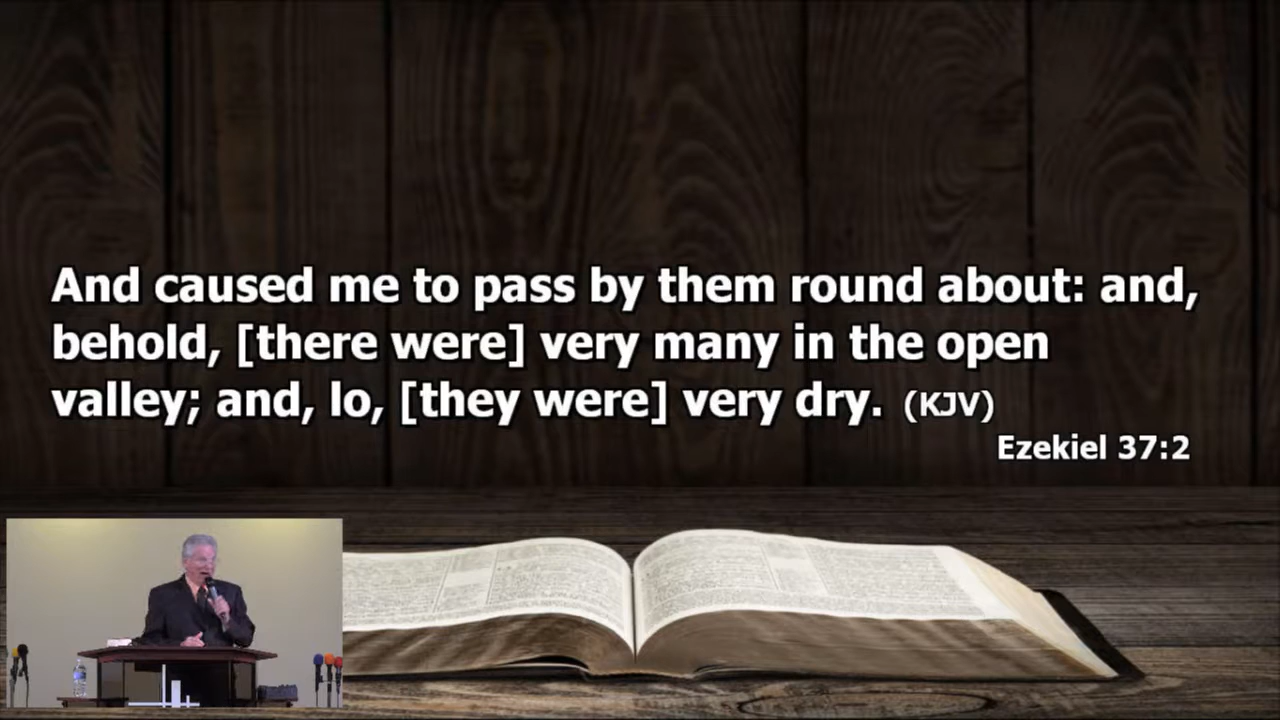 And caused me to pass by them round about: and,
behold, [there were] very many in the open
valley; and, lo, [they were] very dry. (KJV)
Ezekiel 37:2